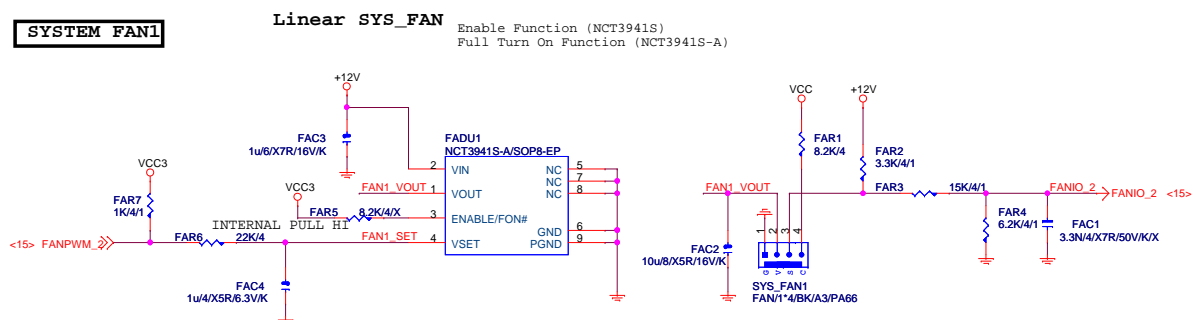 SYSTEM FAN1
Linear SYS_FAN
Enable Function (NCT3941S)
Full Turn On Function (NCT3941S-A)
+12V
FAC3
1u/6/X7R/16V/K
FADU1
NCT3941S-A/SOP8-EP
2
VIN
NC
5
NC
7
FAN1_VOUT
1
VOUT
NC
8
VCC3
FAR5
8.2K/4/X
3
ENABLE/FON#
INTERNAL PULL HI
GND
6
FAN1_SET
4
VSET
PGND
9
VCC3
FAR7
1K/4/1
<15>
FANPWM_2
FAR6
22K/4
FAC4
1u/4/X5R/6.3V/K
VCC
+12V
FAR1
8.2K/4
FAR2
3.3K/4/1
FAN1_VOUT
FAR3
15K/4/1
FANIO_2
FANIO_2
<15>
FAR4
6.2K/4/1
FAC1
3.3N/4/X7R/50V/K/X
FAC2
10u/8/X5R/16V/K
1
2
3
4
G
V
S
C
SYS_FAN1
FAN/1*4/BK/A3/PA66